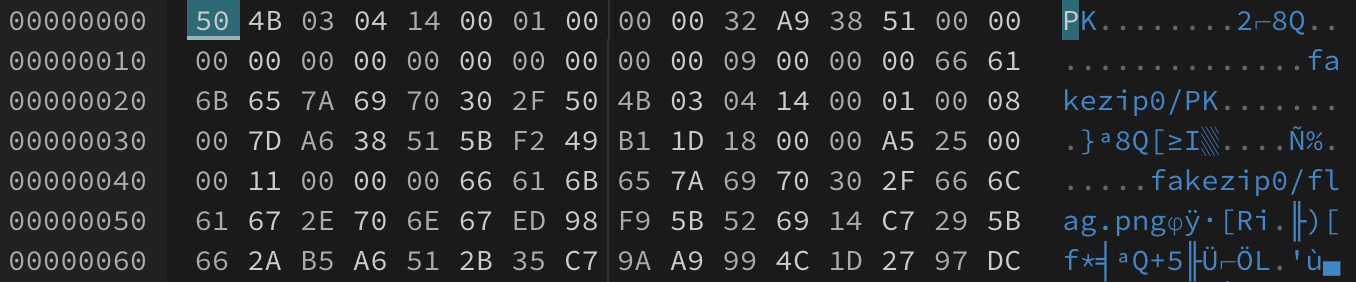 00000000 50 4B 03 04 14 00 01 00 00 00 32 A9 38 51 00 00 PK........2⌐8Q..
00000010 00 00 00 00 00 00 00 00 00 00 09 00 00 00 66 61 ..............fa
00000020 6B 65 7A 69 70 30 2F 50 4B 03 04 14 00 01 00 08 kezip0/PK.......
00000030 00 7D A6 38 51 5B F2 49 B1 1D 18 00 00 A5 25 00 .}ª8Q[≥I▒....Ñ%.
00000040 00 11 00 00 00 66 61 6B 65 7A 69 70 30 2F 66 6C .....fakezip0/fl
00000050 61 67 2E 70 6E 67 ED 98 F9 5B 52 69 14 C7 29 5B ag.pngφÿ·[Ri.╟)[
00000060 66 2A B5 A6 51 2B 35 C7 9A A9 99 4C 1D 27 97 DC f*╡ªQ+5╟Ü⌐ÖL.'ù▄